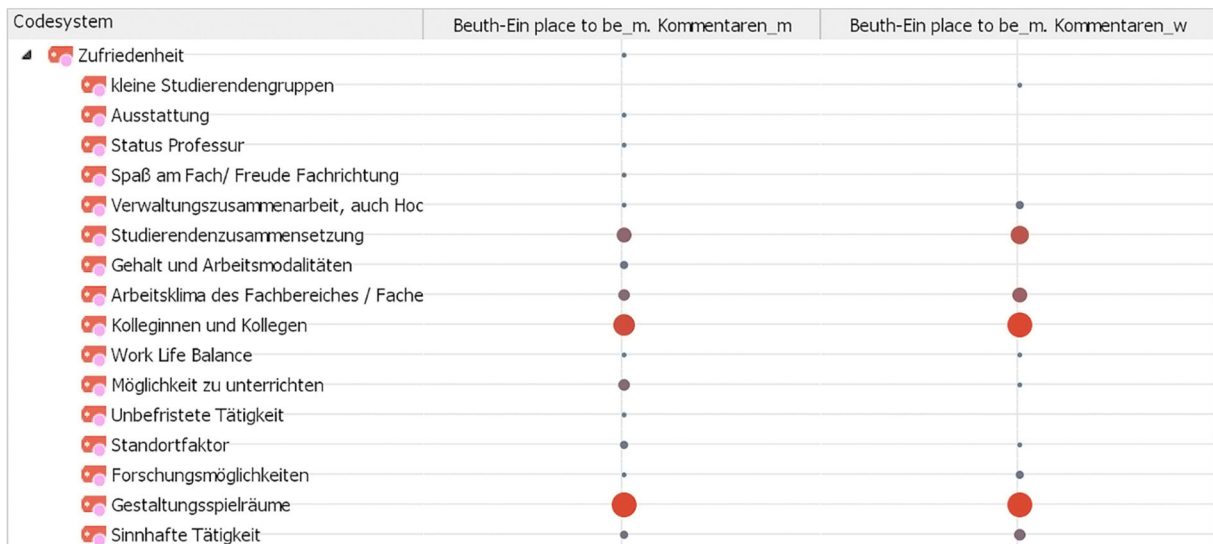 Codesystem Beuth-Ein place to be_m. Kommentaren_m Beuth-Ein place to be_m. Kommentaren_w
Zufriedenheit
kleine Studierendengruppen
Ausstattung
Status Professur
Spaß am Fach/ Freude Fachrichtung
Verwaltungszusammenarbeit, auch Hoc
Studierendenzusammensetzung
Gehalt und Arbeitsmodalitäten
Arbeitsklima des Fachbereiches / Fache
Kolleginnen und Kollegen
Work Life Balance
Möglichkeit zu unterrichten
Unbefristete Tätigkeit
Standortfaktor
Forschungsmöglichkeiten
Gestaltungsspielräume
Sinnhafte Tätigkeit